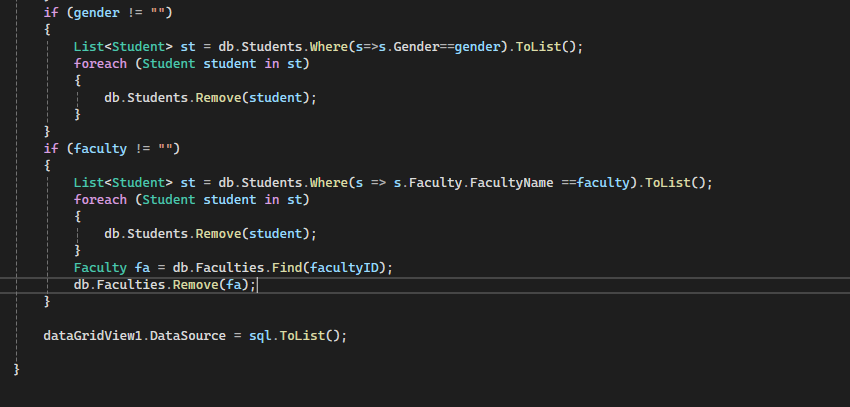 if (gender != "")
{
List<Student> st = db.Students.Where(s=>s.Gender==gender).ToList();
foreach (Student student in st)
{
db.Students.Remove(student);
}
}
if (faculty != "")
{
List<Student> st = db.Students.Where(s => s.Faculty.FacultyName ==faculty).ToList();
foreach (Student student in st)
{
db.Students.Remove(student);
}
Faculty fa = db.Faculties.Find(facultyID);
db.Faculties.Remove(fa);
}
dataGridView1.DataSource = sql.ToList();
}